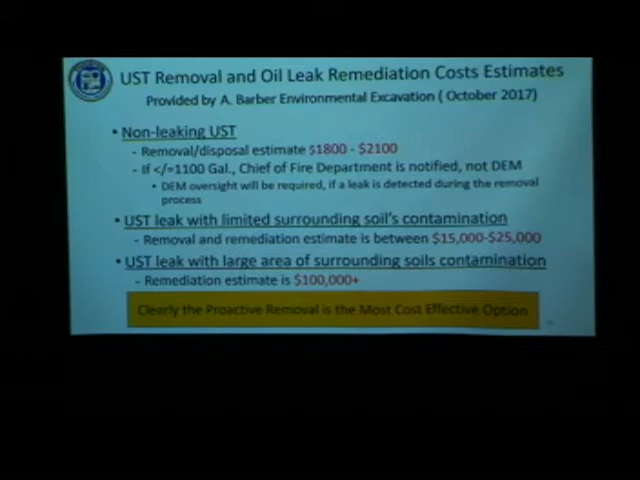 UST Removal and Oil Leak Remediation Costs Estimates
Provided by A. Barber Environmental Excavation ( October 2017)
• Non-leaking UST
- Removal/disposal estimate $1800 - $2100
- If </=1100 Gal., Chief of Fire Department is notified, not DEM
• DEM oversight will be required, if a leak is detected during the removal
process
• UST leak with limited surrounding soil's contamination
- Removal and remediation estimate is between $15,000-$25,000
• UST leak with large area of surrounding soils contamination
- Remediation estimate is $100,000+
Clearly the Proactive Removal is the Most Cost Effective Option